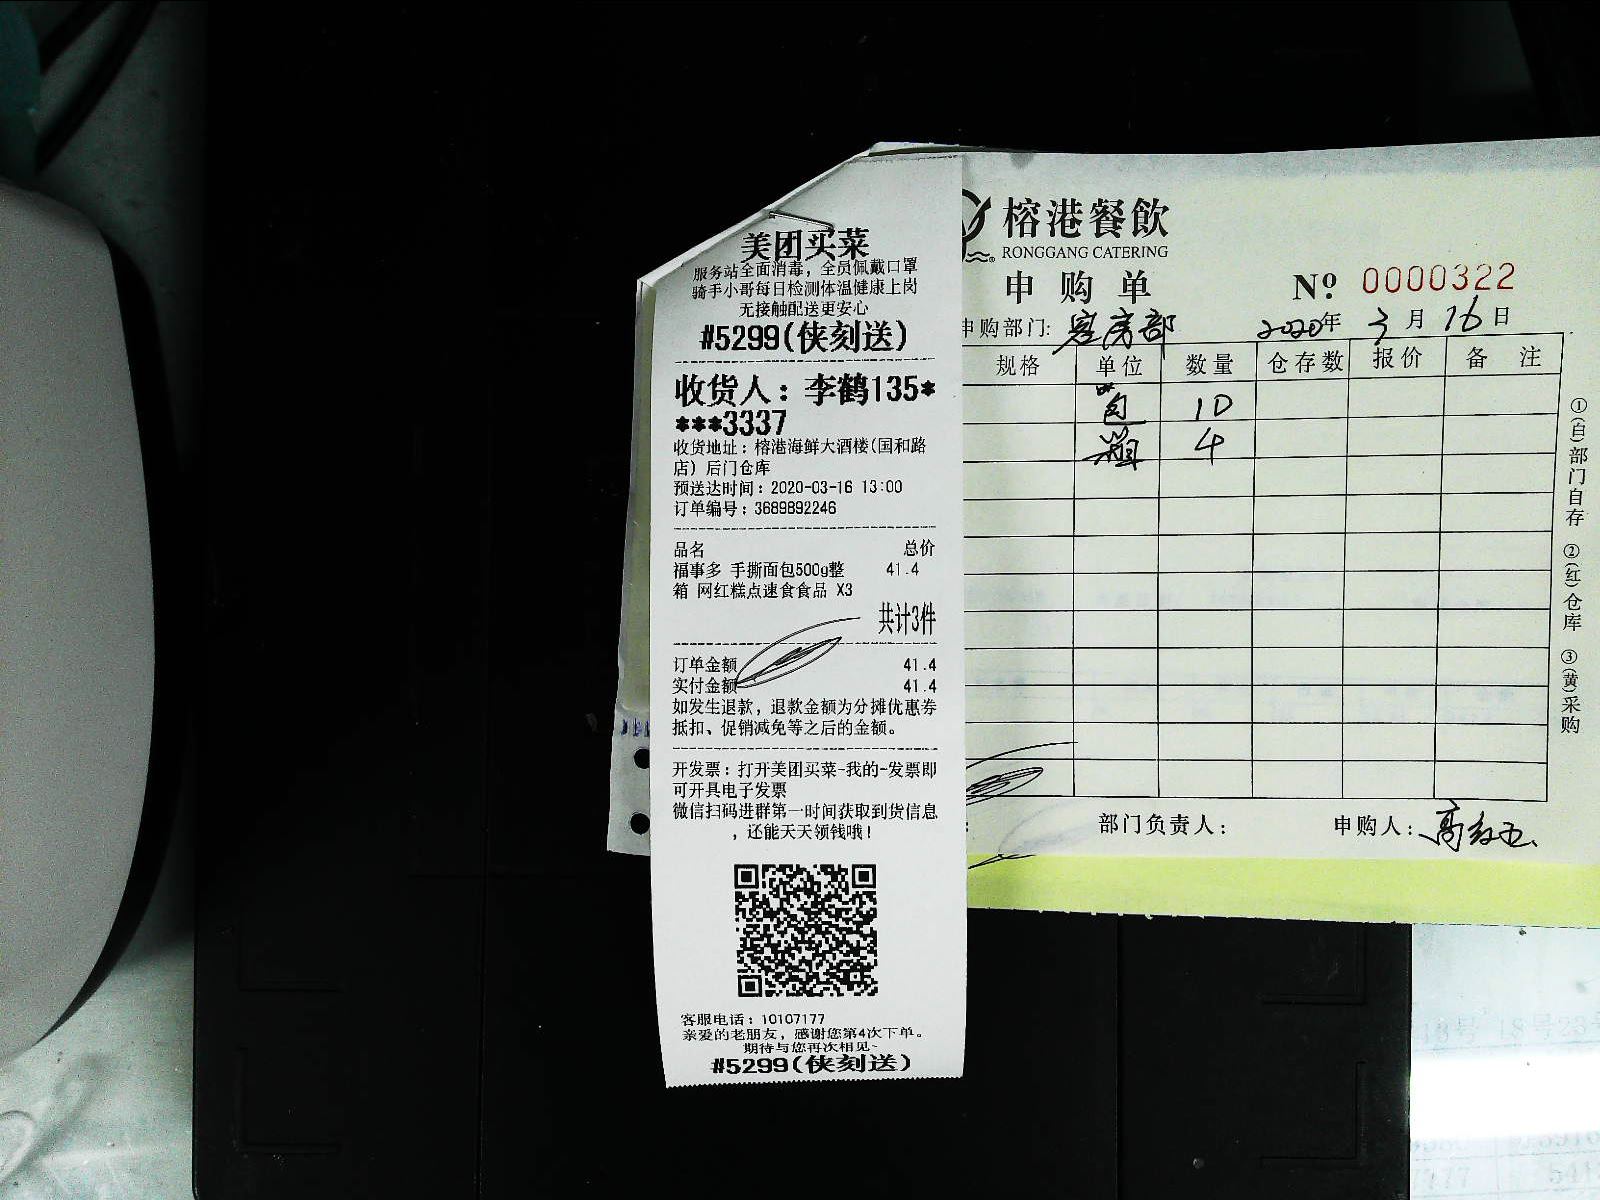 美团买菜
服务站全面消毒，全员佩戴口罩
骑手小哥每日检测体温健康上岗
无接触配送更安心
#5299(侠刻送)
收货人：李鹤135*
***3337
收货地址：榕港海鲜大酒楼(国和路
店) 后门仓库
预送达时间：2020-03-16 13:00
订单编号：3689892246
品名 总价
福事多 手撕面包500g整 41.4
箱 网红糕点速食食品 X3
共计3件
订单金额 41.4
实付金额 41.4
如发生退款，退款金额为分摊优惠券
抵扣、促销减免等之后的金额。
开发票：打开美团买菜-我的-发票即
可开具电子发票
微信扫码进群第一时间获取到货信息
，还能天天领钱哦！
客服电话：10107177
亲爱的老朋友，感谢您第4次下单。
期待与您再次相见~
#5299(侠刻送)
榕港餐飲
RONGGANG CATERING
申购单 Nº 0000322
申购部门: 客房部 2020年 3月 16日
规格 单位 数量 仓存数 报价 备注
包 10
箱 4
部门负责人: 申购人:
①(白)部门自存 ②(红)仓库 ③(黄)采购